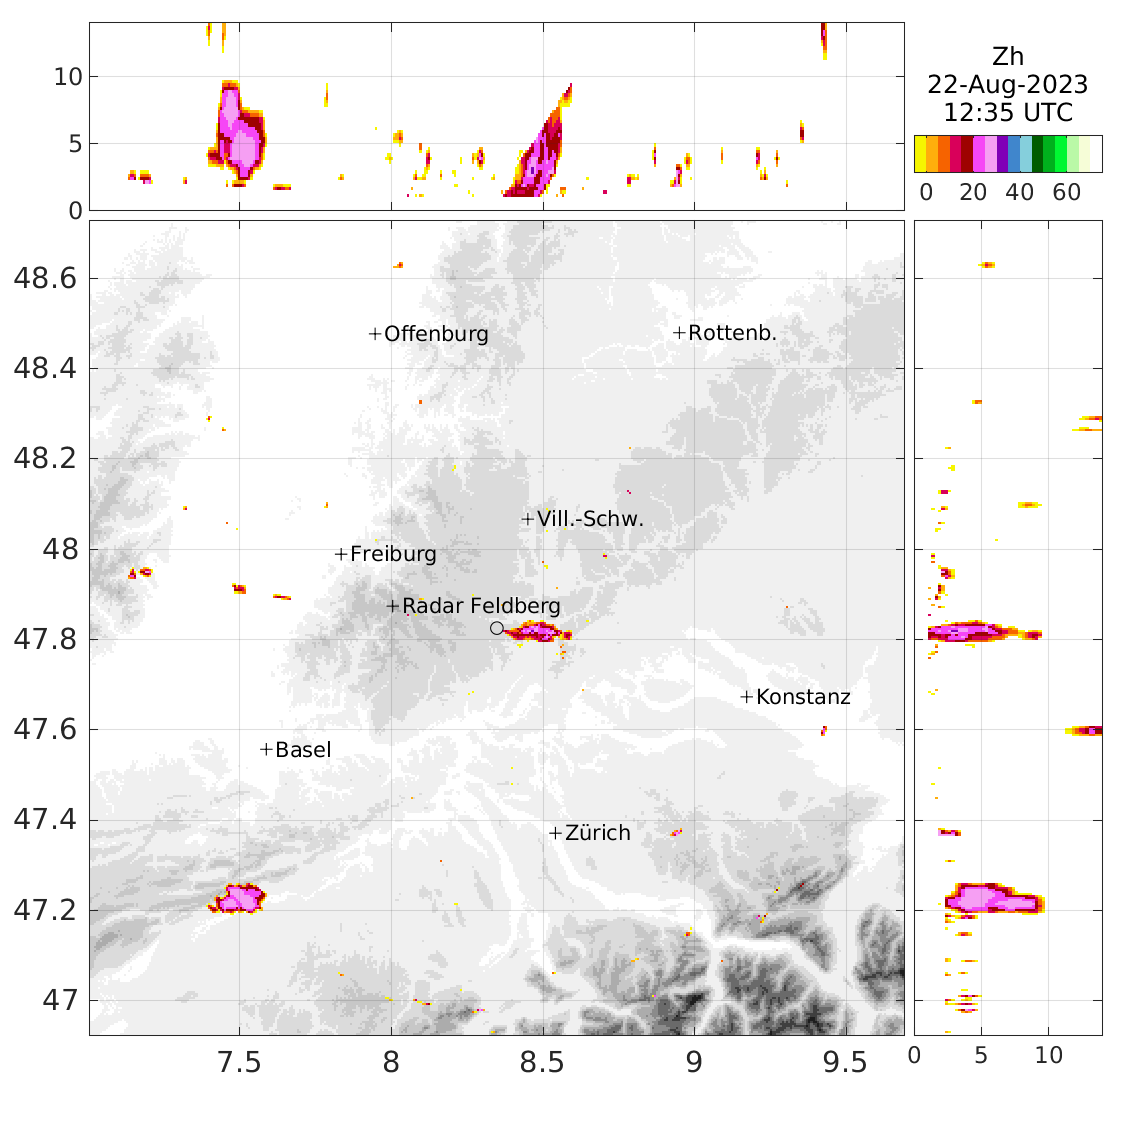 10
5
0
Zh
22-Aug-2023
12:35 UTC
0 20 40 60
48.6
48.4
48.2
48
47.8
47.6
47.4
47.2
47
Offenburg
Rottenb.
Vill.-Schw.
Freiburg
Radar Feldberg
Konstanz
Basel
Zürich
7.5 8 8.5 9 9.5
0 5 10